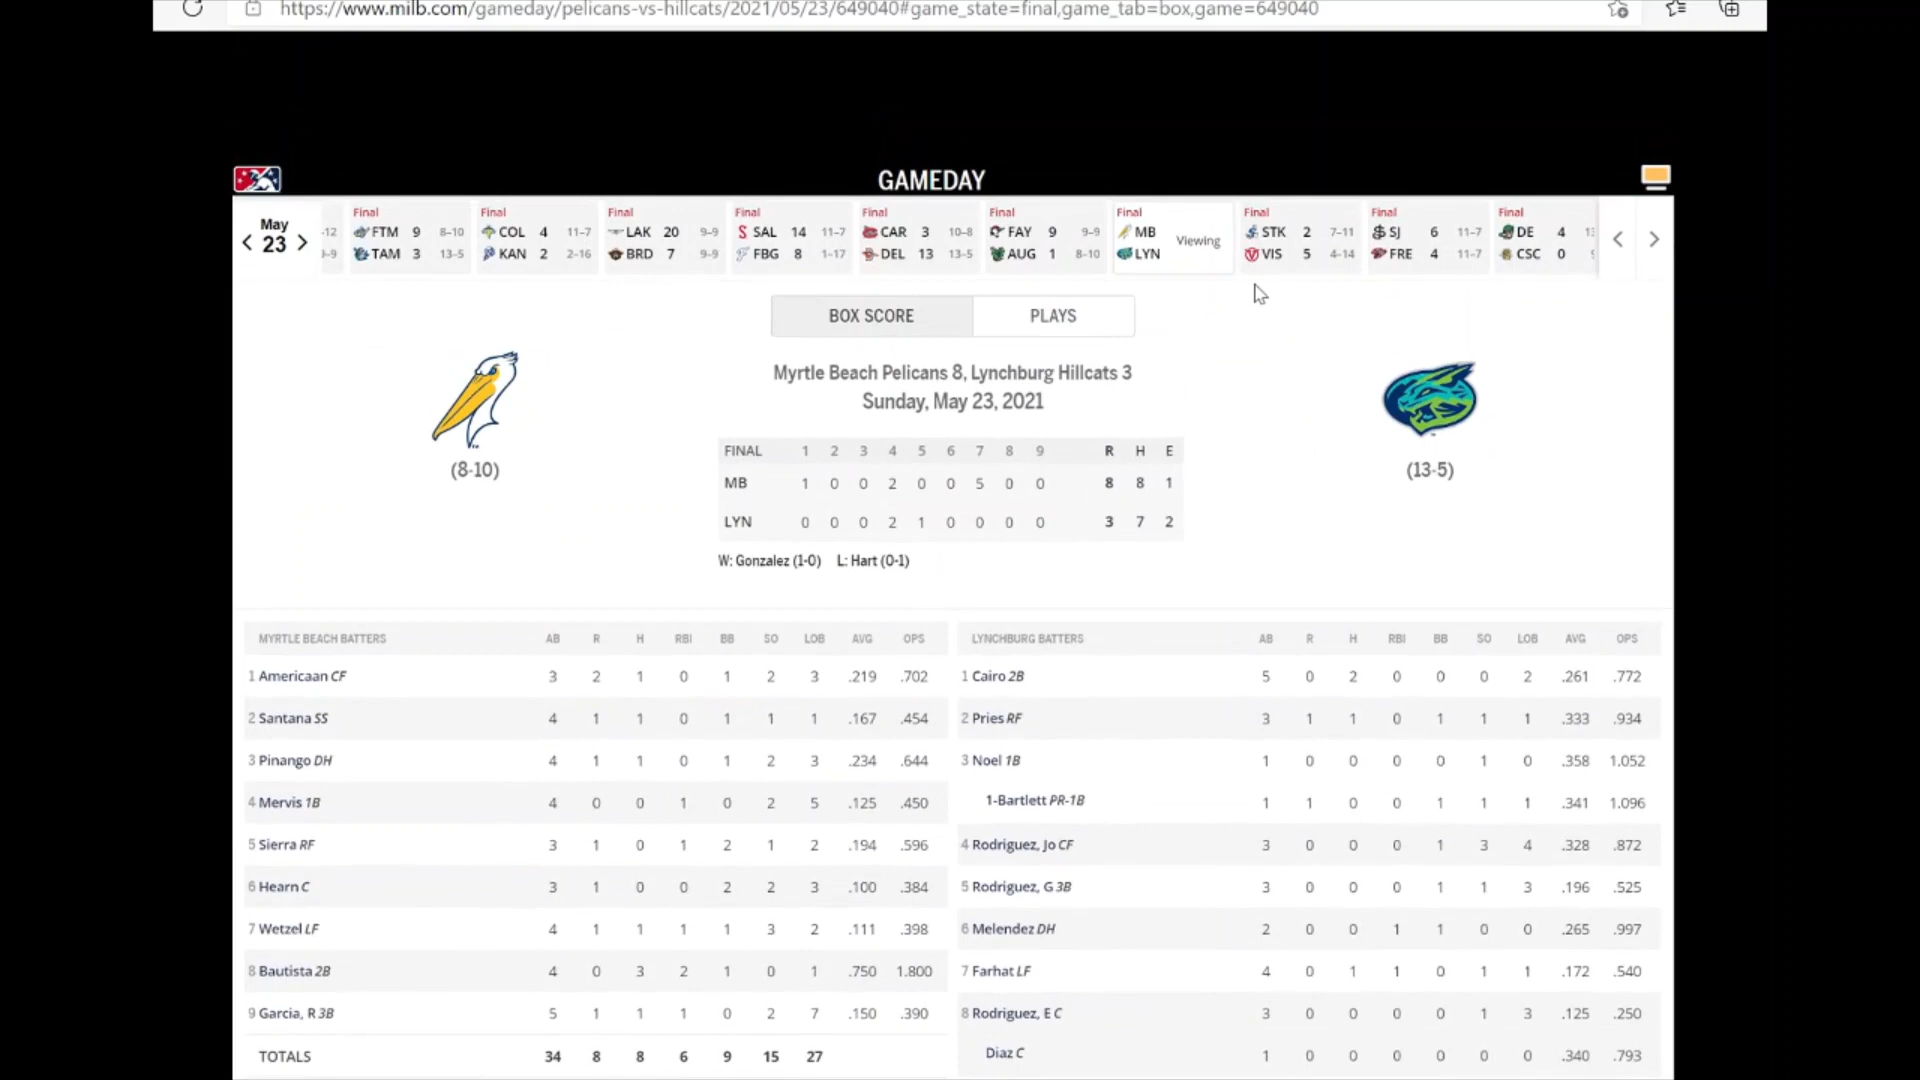 https://www.milb.com/gameday/pelicans-vs-hillcats/2021/05/23/649040#game_state=final,game_tab=box,game=649040
GAMEDAY
May
23
-12
Final
FTM 9 8-10
TAM 3 13-5
Final
COL 4 11-7
KAN 2 2-16
Final
LAK 20 9-9
BRD 7 9-9
Final
SAL 14 11-7
FBG 8 1-17
Final
CAR 3 10-8
DEL 13 13-5
Final
FAY 9 9-9
AUG 1 8-10
Final
MB
LYN
Viewing
Final
STK 2 7-11
VIS 5 4-14
Final
SJ 6 11-7
FRE 4 11-7
Final
DE 4
CSC 0
BOX SCORE PLAYS
Myrtle Beach Pelicans 8, Lynchburg Hillcats 3
Sunday, May 23, 2021
(8-10)
(13-5)
FINAL 1 2 3 4 5 6 7 8 9 R H E
MB 1 0 0 2 0 0 5 0 0 8 8 1
LYN 0 0 0 2 1 0 0 0 0 3 7 2
W: Gonzalez (1-0) L: Hart (0-1)
MYRTLE BEACH BATTERS AB R H RBI BB SO LOB AVG OPS
1 Americaan CF 3 2 1 0 1 2 3 .219 .702
2 Santana SS 4 1 1 0 1 1 1 .167 .454
3 Pinango DH 4 1 1 0 1 2 3 .234 .644
4 Mervis 1B 4 0 0 1 0 2 5 .125 .450
5 Sierra RF 3 1 0 1 2 1 2 .194 .596
6 Hearn C 3 1 0 0 2 2 3 .100 .384
7 Wetzel LF 4 1 1 1 1 3 2 .111 .398
8 Bautista 2B 4 0 3 2 1 0 1 .750 1.800
9 Garcia, R 3B 5 1 1 1 0 2 7 .150 .390
TOTALS 34 8 8 6 9 15 27
LYNCHBURG BATTERS AB R H RBI BB SO LOB AVG OPS
1 Cairo 2B 5 0 2 0 0 0 2 .261 .772
2 Pries RF 3 1 1 0 1 1 1 .333 .934
3 Noel 1B 1 0 0 0 0 1 0 .358 1.052
1-Bartlett PR-1B 1 1 0 0 1 1 1 .341 1.096
4 Rodriguez, Jo CF 3 0 0 0 1 3 4 .328 .872
5 Rodriguez, G 3B 3 0 0 0 1 1 3 .196 .525
6 Melendez DH 2 0 0 1 1 0 0 .265 .997
7 Farhat LF 4 0 1 1 0 1 1 .172 .540
8 Rodriguez, E C 3 0 0 0 0 1 3 .125 .250
Diaz C 1 0 0 0 0 0 0 .340 .793